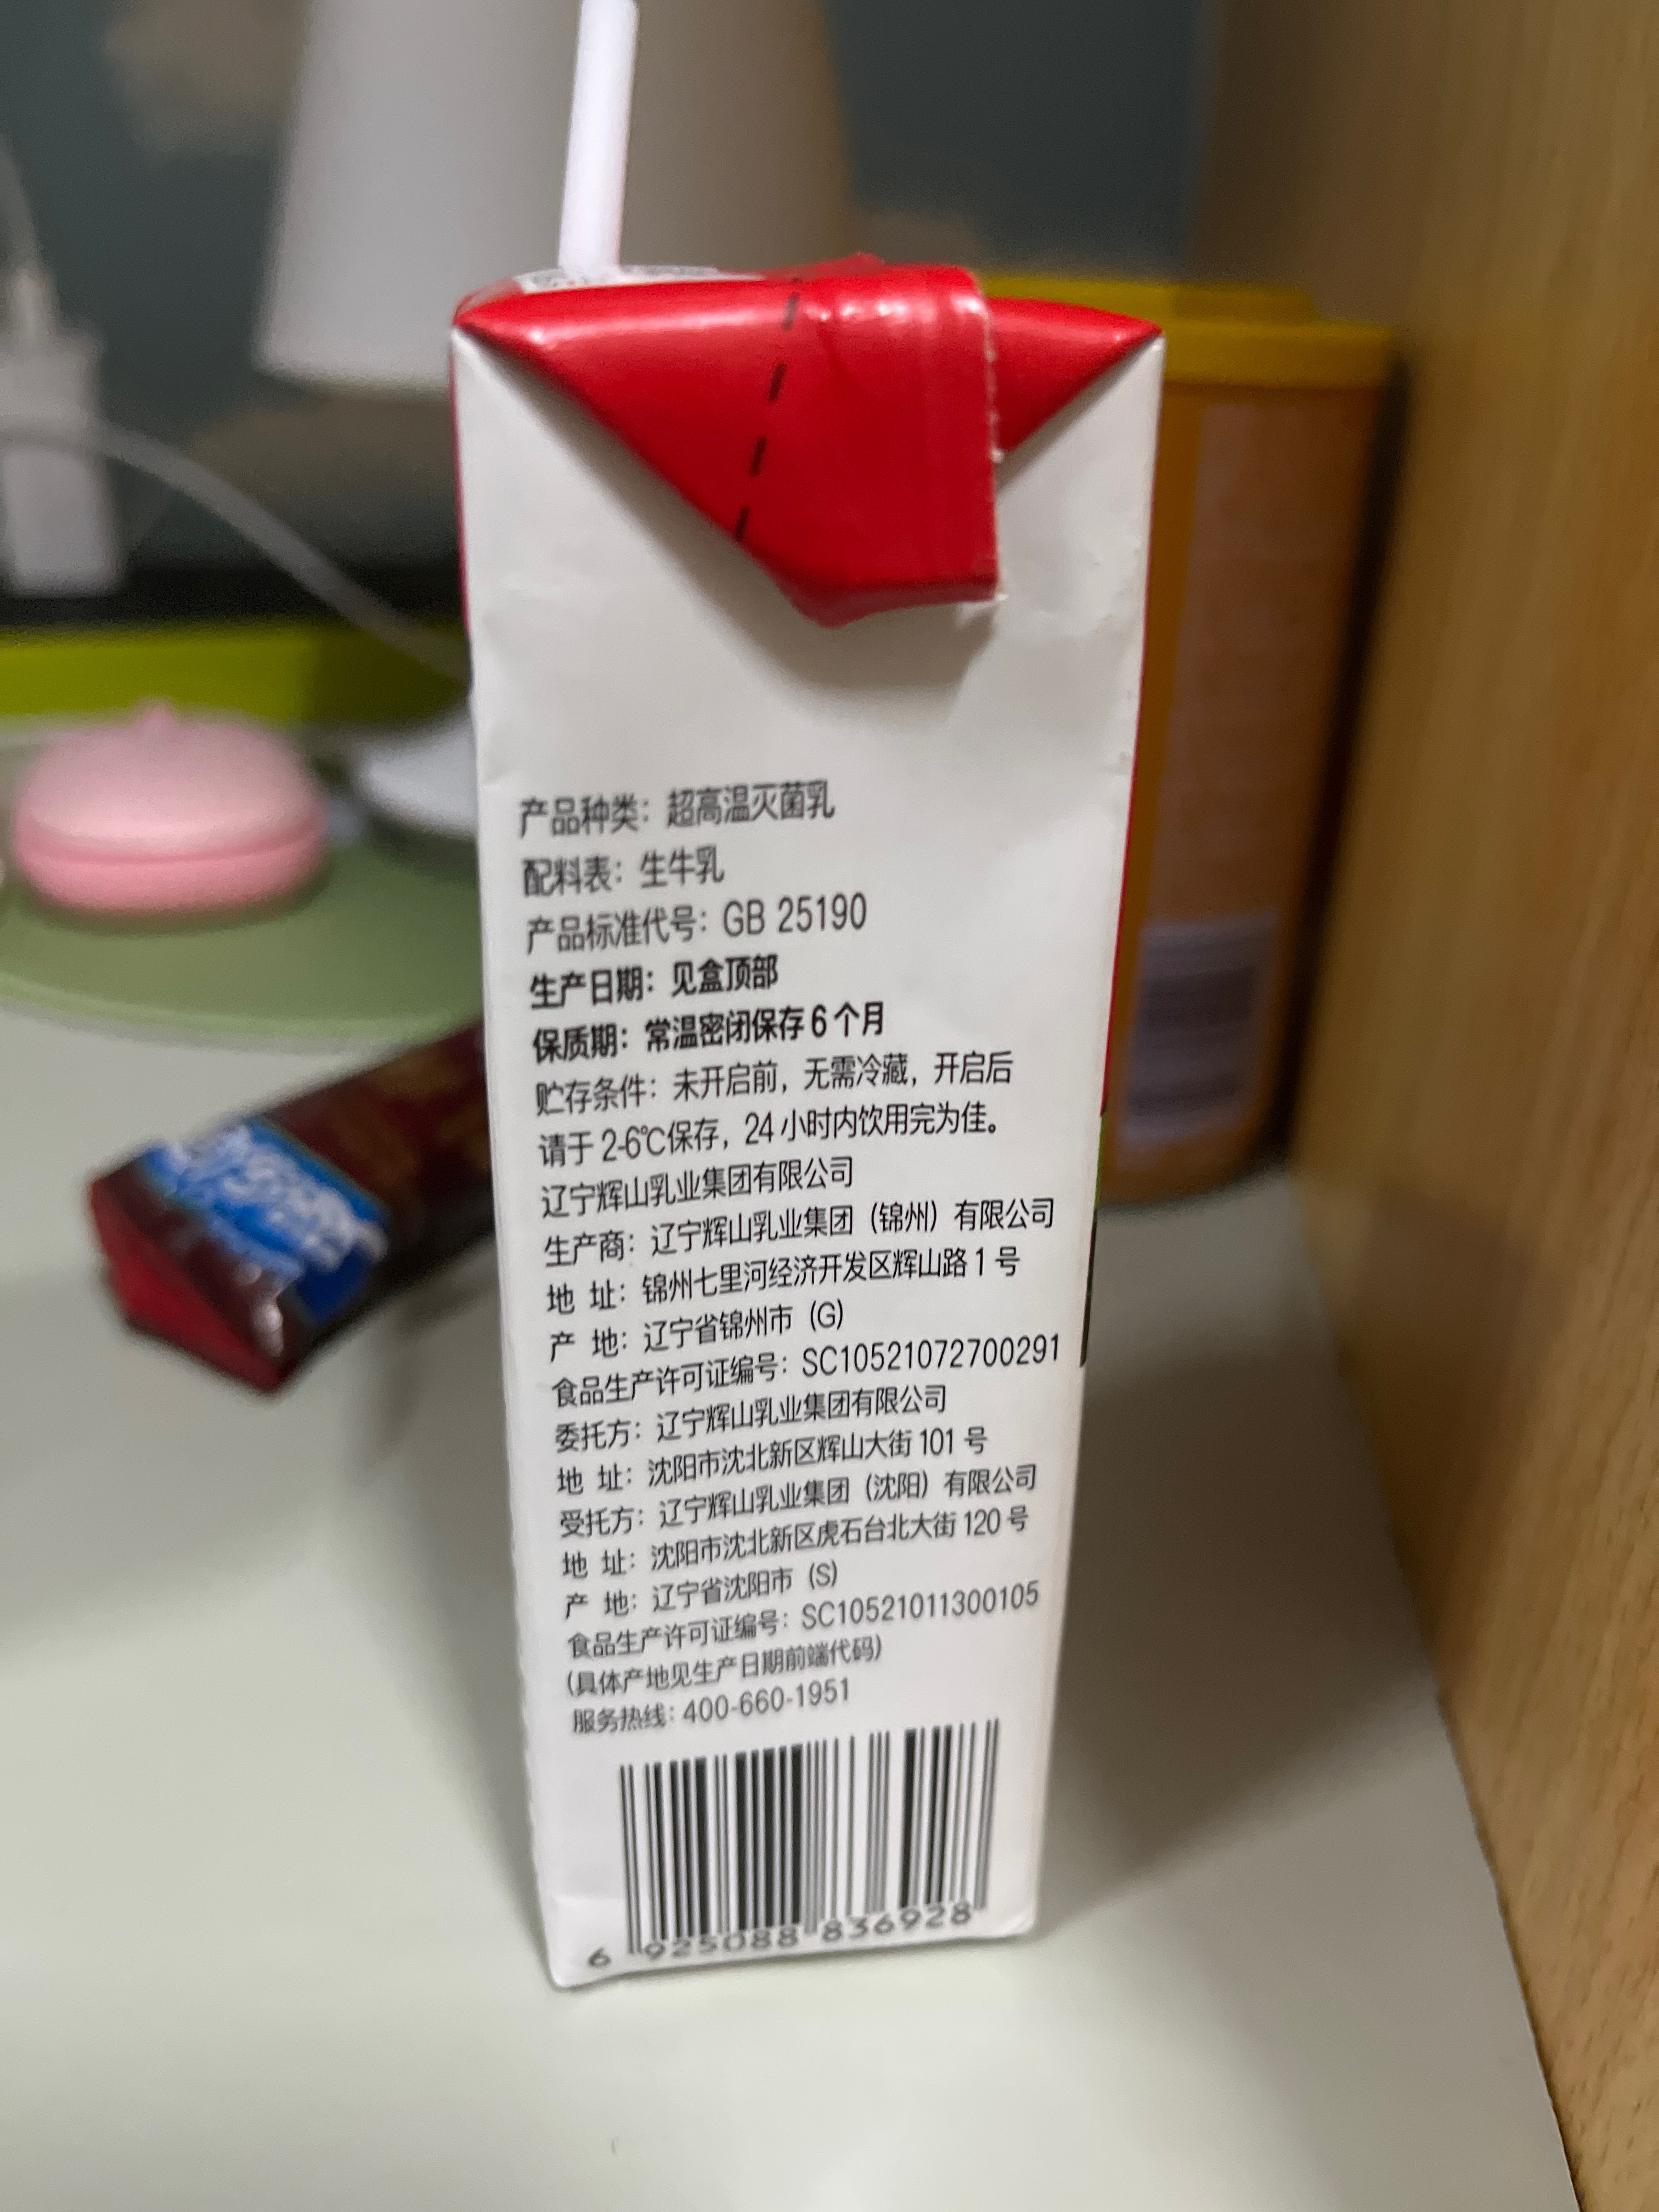 产品种类：超高温灭菌乳
配料表：生牛乳
产品标准代号：GB 25190
生产日期：见盒顶部
保质期：常温密闭保存6个月
贮存条件：未开启前，无需冷藏，开启后
请于2-6℃保存，24小时内饮用完为佳。
辽宁辉山乳业集团有限公司
生产商：辽宁辉山乳业集团（锦州）有限公司
地 址：锦州七里河经济开发区辉山路1号
产 地：辽宁省锦州市（G）
食品生产许可证编号：SC10521072700291
委托方：辽宁辉山乳业集团有限公司
地 址：沈阳市沈北新区辉山大街101号
受托方：辽宁辉山乳业集团（沈阳）有限公司
地 址：沈阳市沈北新区虎石台北大街120号
产 地：辽宁省沈阳市（S）
食品生产许可证编号：SC10521011300105
（具体产地见生产日期前端代码）
服务热线：400-660-1951
6 925088 836928